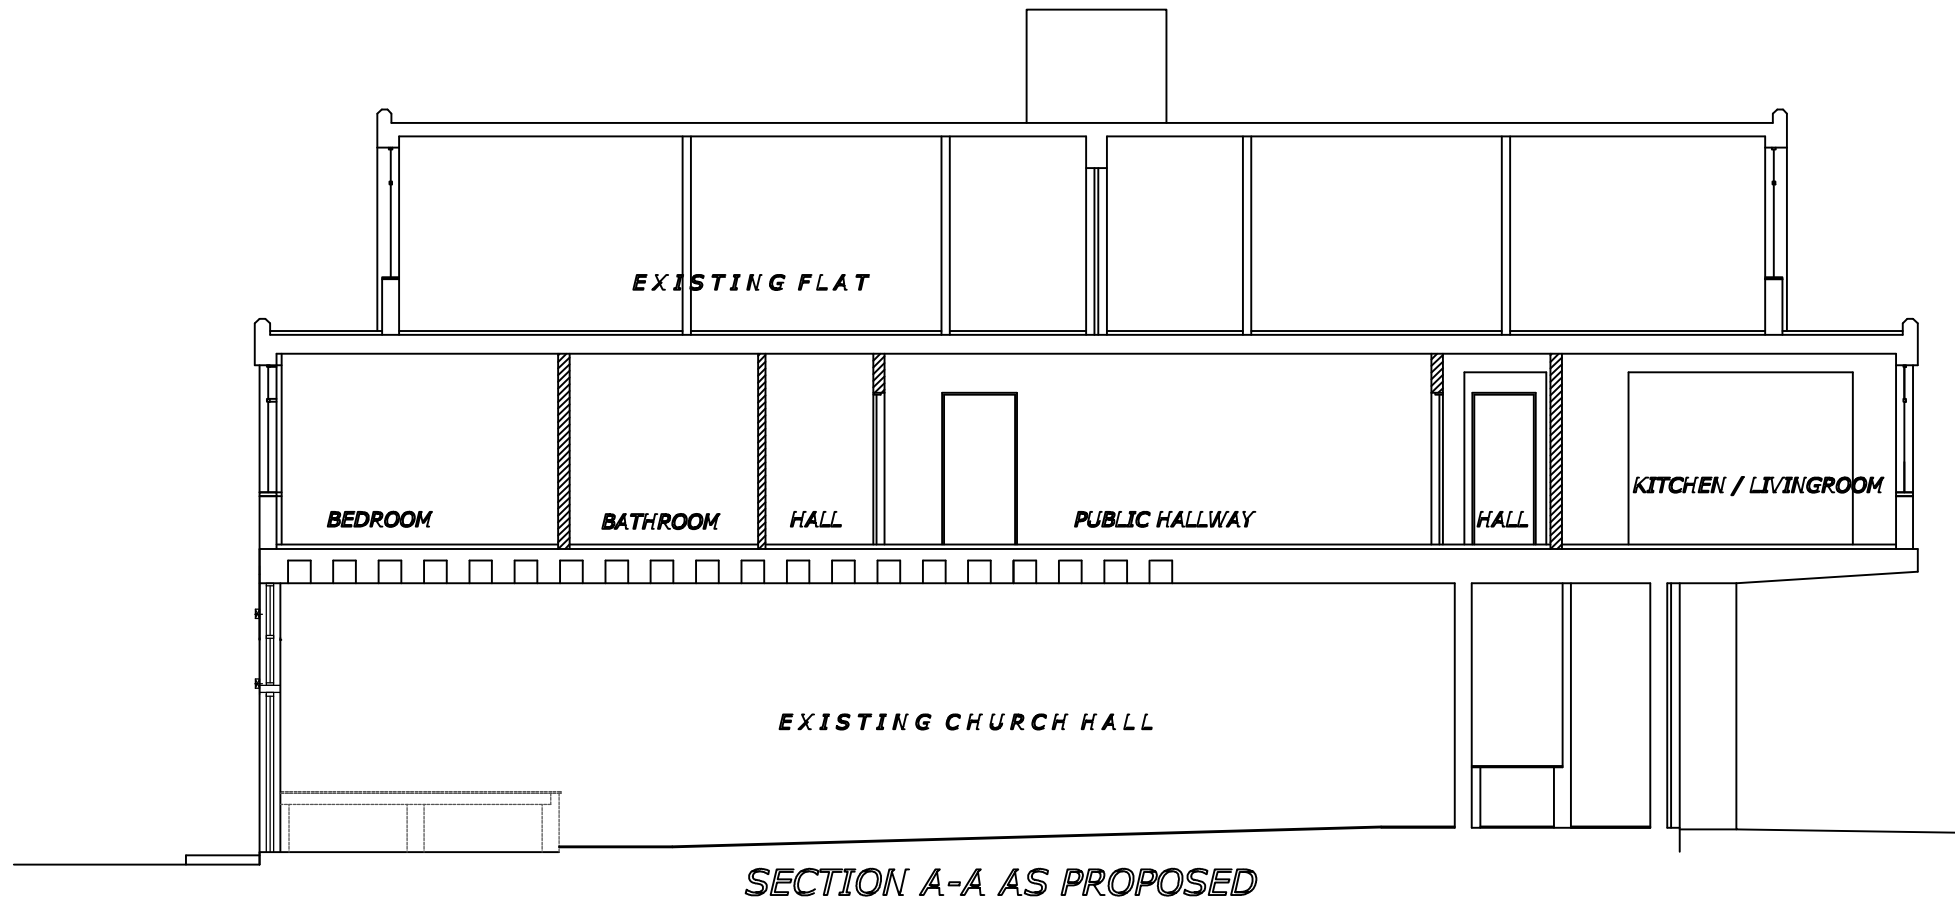 EXISTING FLAT
KITCHEN / LIVINGROOM
BEDROOM
BATHROOM
HALL
PUBLIC HALLWAY
HALL
EXISTING CHURCH HALL
SECTION A-A AS PROPOSED